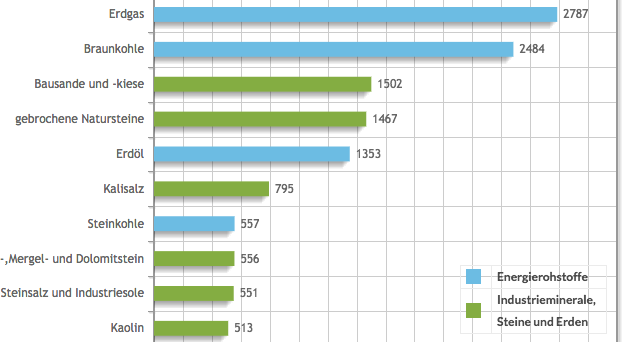 Erdgas 2787
Braunkohle 2484
Bausande und -kiese 1502
gebrochene Natursteine 1467
Erdöl 1353
Kalisalz 795
Steinkohle 557
-,Mergel- und Dolomitstein 556
Steinsalz und Industriesole 551
Kaolin 513
Energierohstoffe
Industrieminerale,
Steine und Erden